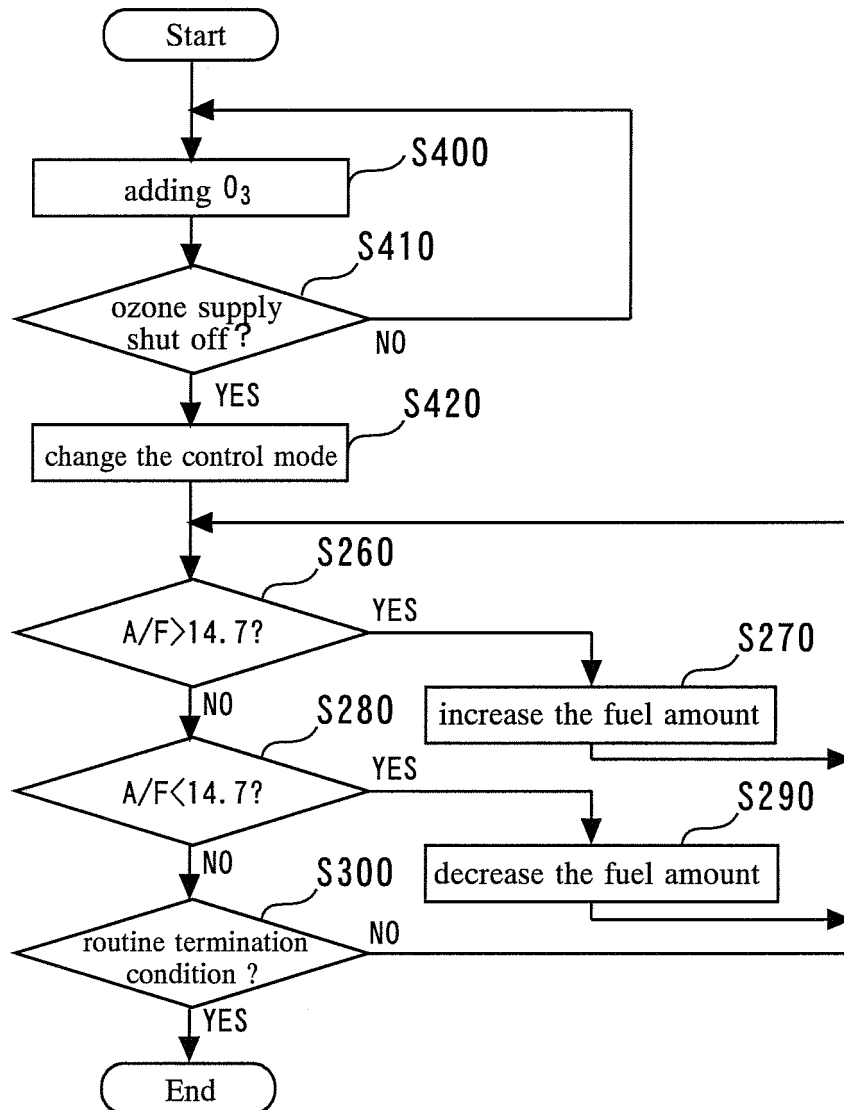 Start
S400
adding O₃
S410
ozone supply
shut off?
NO
YES
S420
change the control mode
S260
A/F>14.7?
YES
NO
S270
increase the fuel amount
S280
A/F<14.7?
YES
NO
S290
decrease the fuel amount
S300
routine termination
condition ?
NO
YES
End